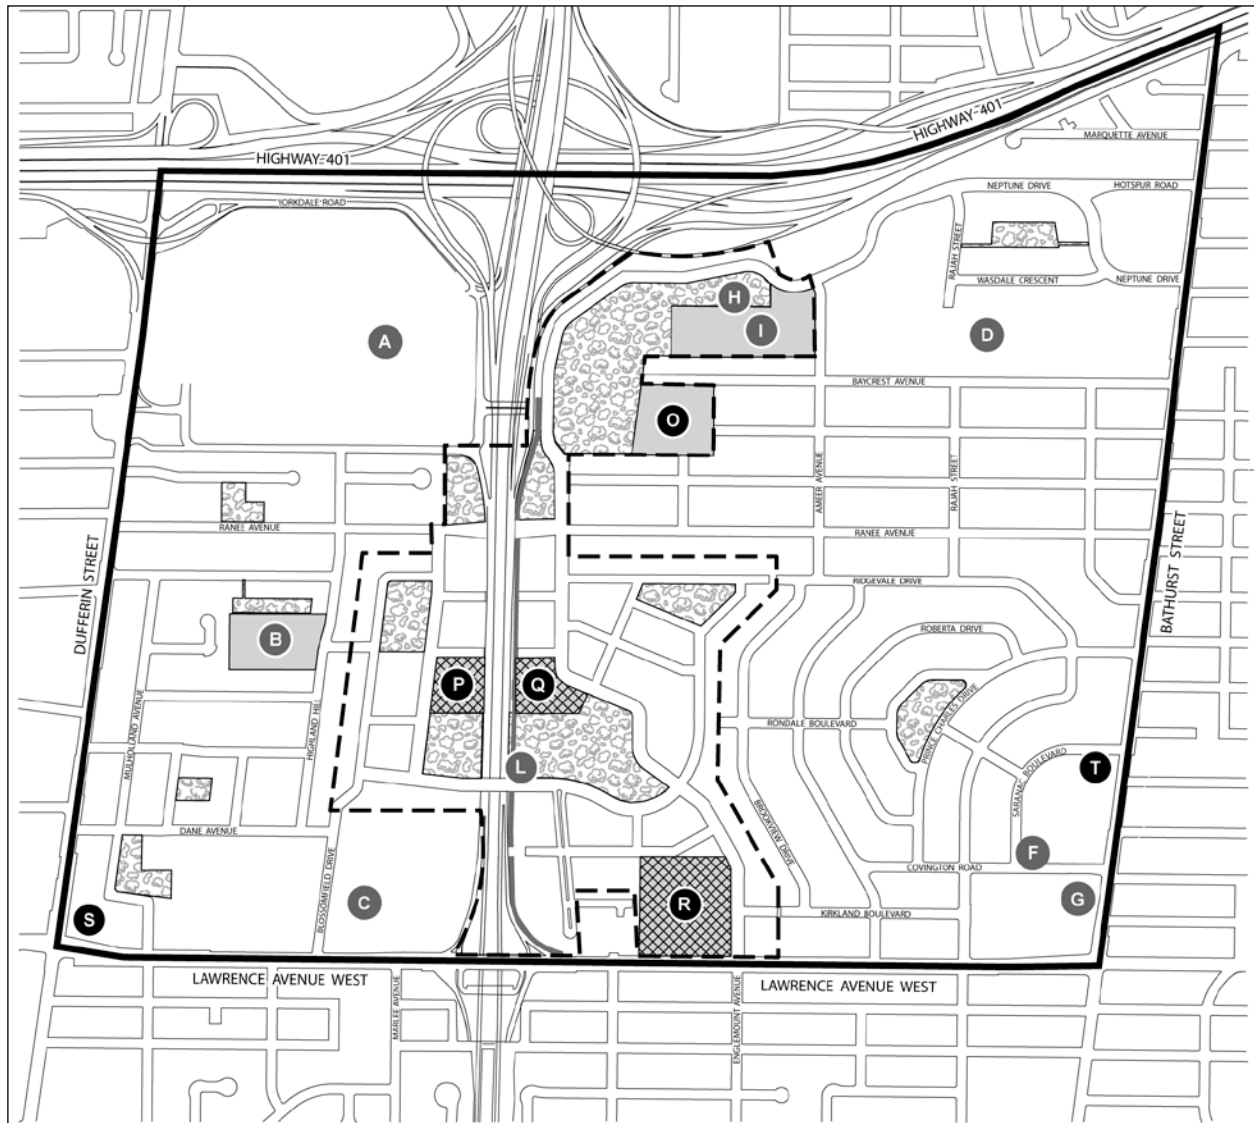 HIGHWAY 401
HIGHWAY 401
MARQUETTE AVENUE
NEPTUNE DRIVE
HOTSPUR ROAD
YORKDALE ROAD
RAJAH STREET
WASDALE CRESCENT
NEPTUNE DRIVE
H
I
A
D
BAYCREST AVENUE
O
AMEER AVENUE
RAJAH STREET
RANEE AVENUE
RANEE AVENUE
DUFFERIN STREET
BATHURST STREET
RIDGEVALE DRIVE
B
ROBERTA DRIVE
P
Q
MULHOLLAND AVENUE
HIGHLAND HILL
RONDALE BOULEVARD
PRINCE CHARLES DRIVE
L
T
SARANAC BOULEVARD
DANE AVENUE
BROOKVIEW DRIVE
F
COVINGTON ROAD
BLOSSOMFIELD DRIVE
C
G
R
S
KIRKLAND BOULEVARD
LAWRENCE AVENUE WEST
LAWRENCE AVENUE WEST
MARLEE AVENUE
ENGLEMOUNT AVENUE